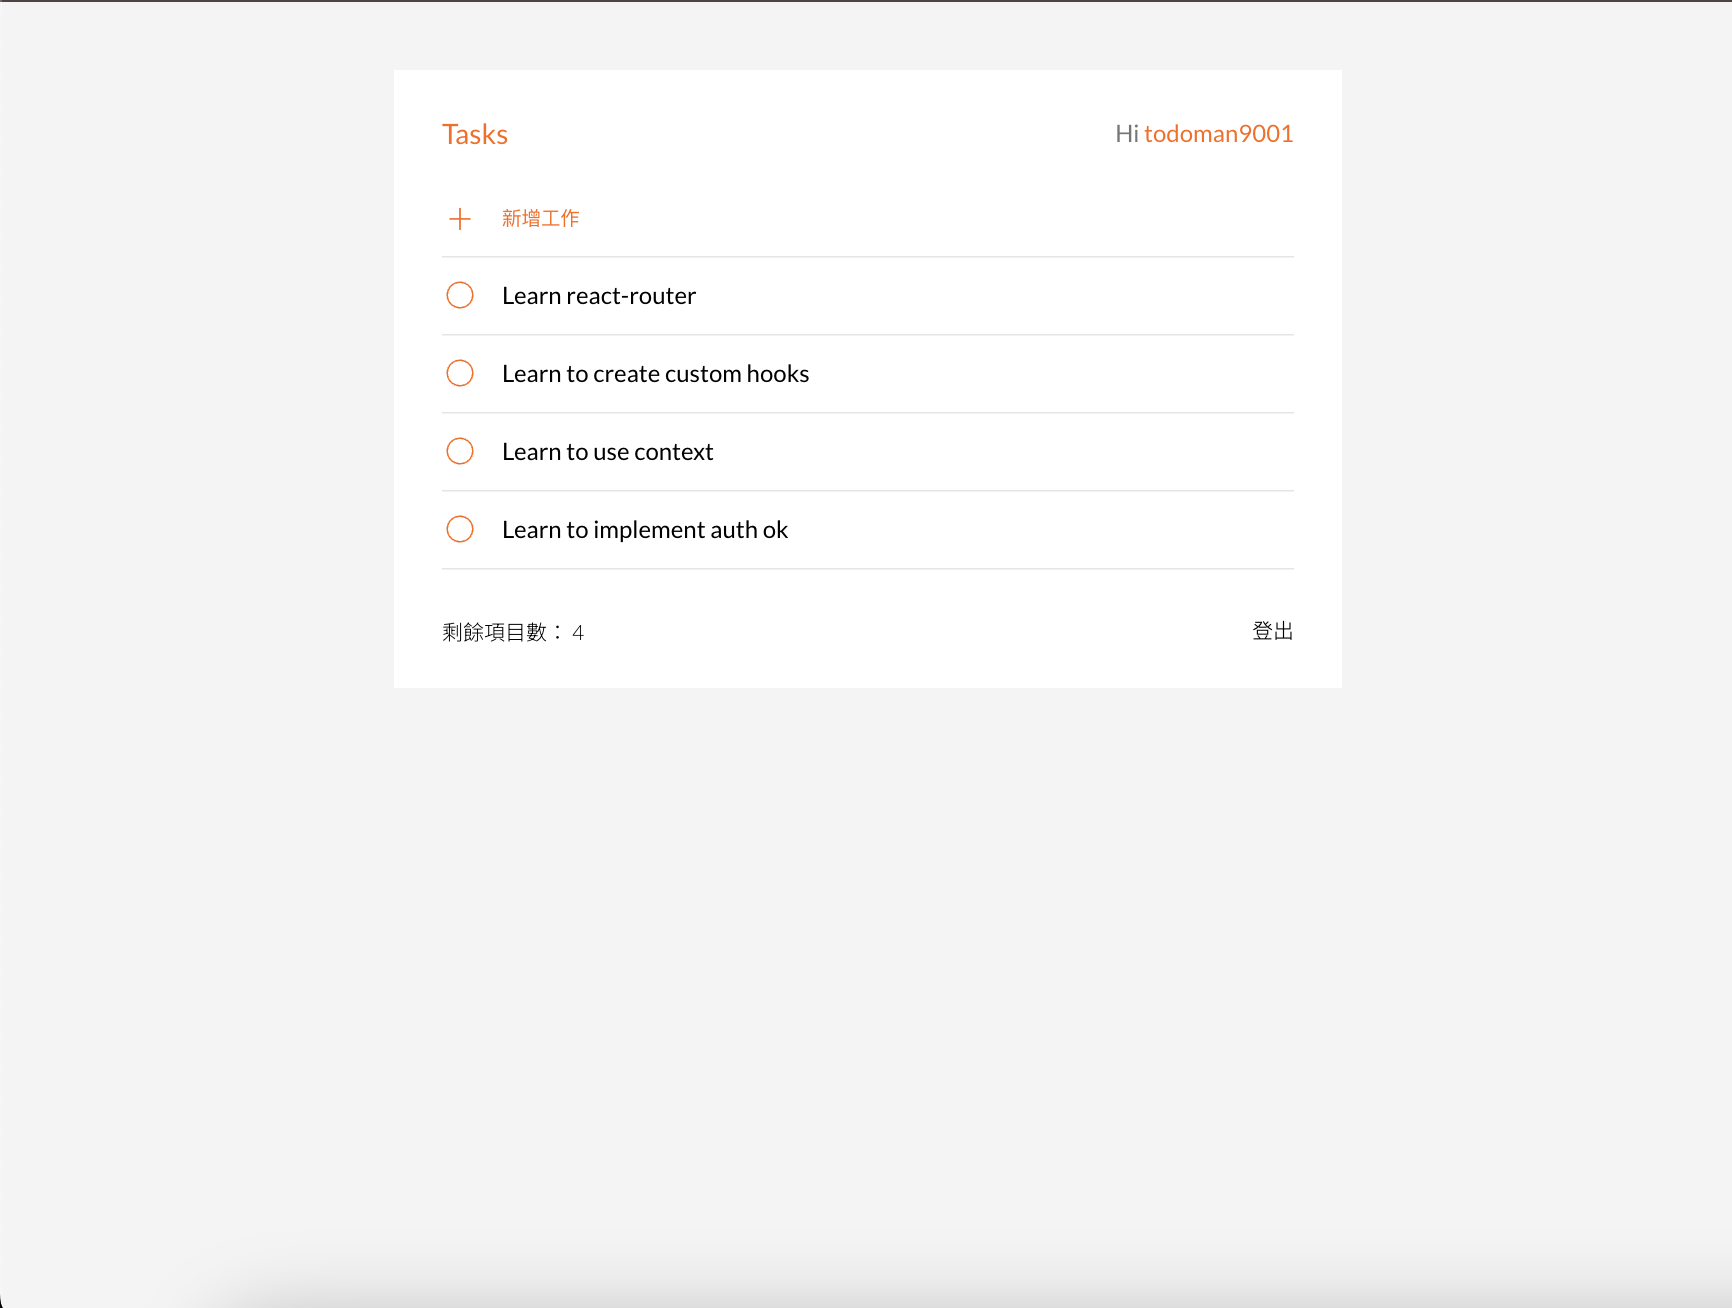 Tasks
Hi todoman9001
新增工作
Learn react-router
Learn to create custom hooks
Learn to use context
Learn to implement auth ok
剩餘項目數： 4
登出